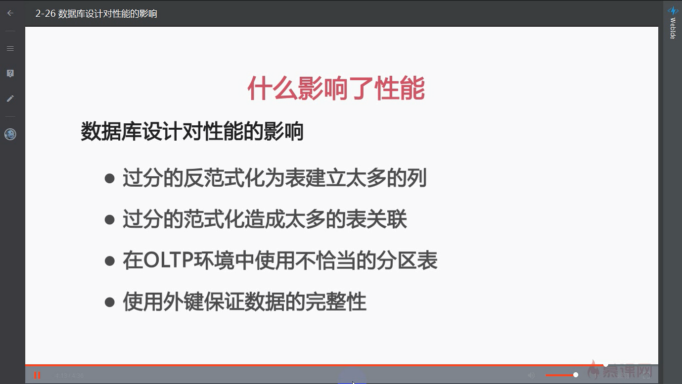 2-26 数据库设计对性能的影响
Webide
什么影响了性能
数据库设计对性能的影响
● 过分的反范式化为表建立太多的列
● 过分的范式化造成太多的表关联
● 在OLTP环境中使用不恰当的分区表
● 使用外键保证数据的完整性
慕课网